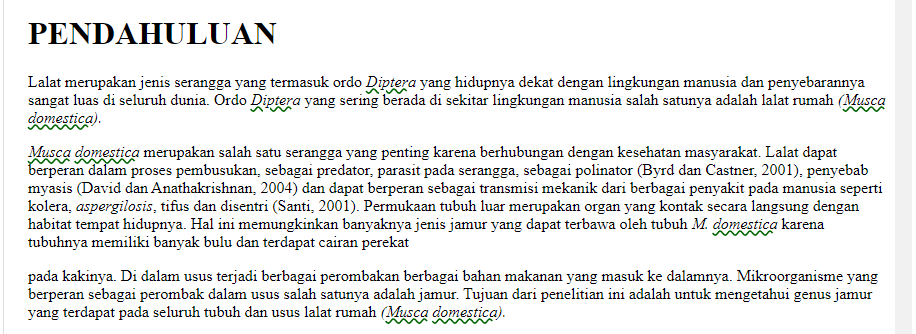 PENDAHULUAN
Lalat merupakan jenis serangga yang termasuk ordo Diptera yang hidupnya dekat dengan lingkungan manusia dan penyebarannya
sangat luas di seluruh dunia. Ordo Diptera yang sering berada di sekitar lingkungan manusia salah satunya adalah lalat rumah (Musca
domestica).
Musca domestica merupakan salah satu serangga yang penting karena berhubungan dengan kesehatan masyarakat. Lalat dapat
berperan dalam proses pembusukan, sebagai predator, parasit pada serangga, sebagai polinator (Byrd dan Castner, 2001), penyebab
myasis (David dan Anathakrishnan, 2004) dan dapat berperan sebagai transmisi mekanik dari berbagai penyakit pada manusia seperti
kolera, aspergilosis, tifus dan disentri (Santi, 2001). Permukaan tubuh luar merupakan organ yang kontak secara langsung dengan
habitat tempat hidupnya. Hal ini memungkinkan banyaknya jenis jamur yang dapat terbawa oleh tubuh M. domestica karena
tubuhnya memiliki banyak bulu dan terdapat cairan perekat
pada kakinya. Di dalam usus terjadi berbagai perombakan berbagai bahan makanan yang masuk ke dalamnya. Mikroorganisme yang
berperan sebagai perombak dalam usus salah satunya adalah jamur. Tujuan dari penelitian ini adalah untuk mengetahui genus jamur
yang terdapat pada seluruh tubuh dan usus lalat rumah (Musca domestica).